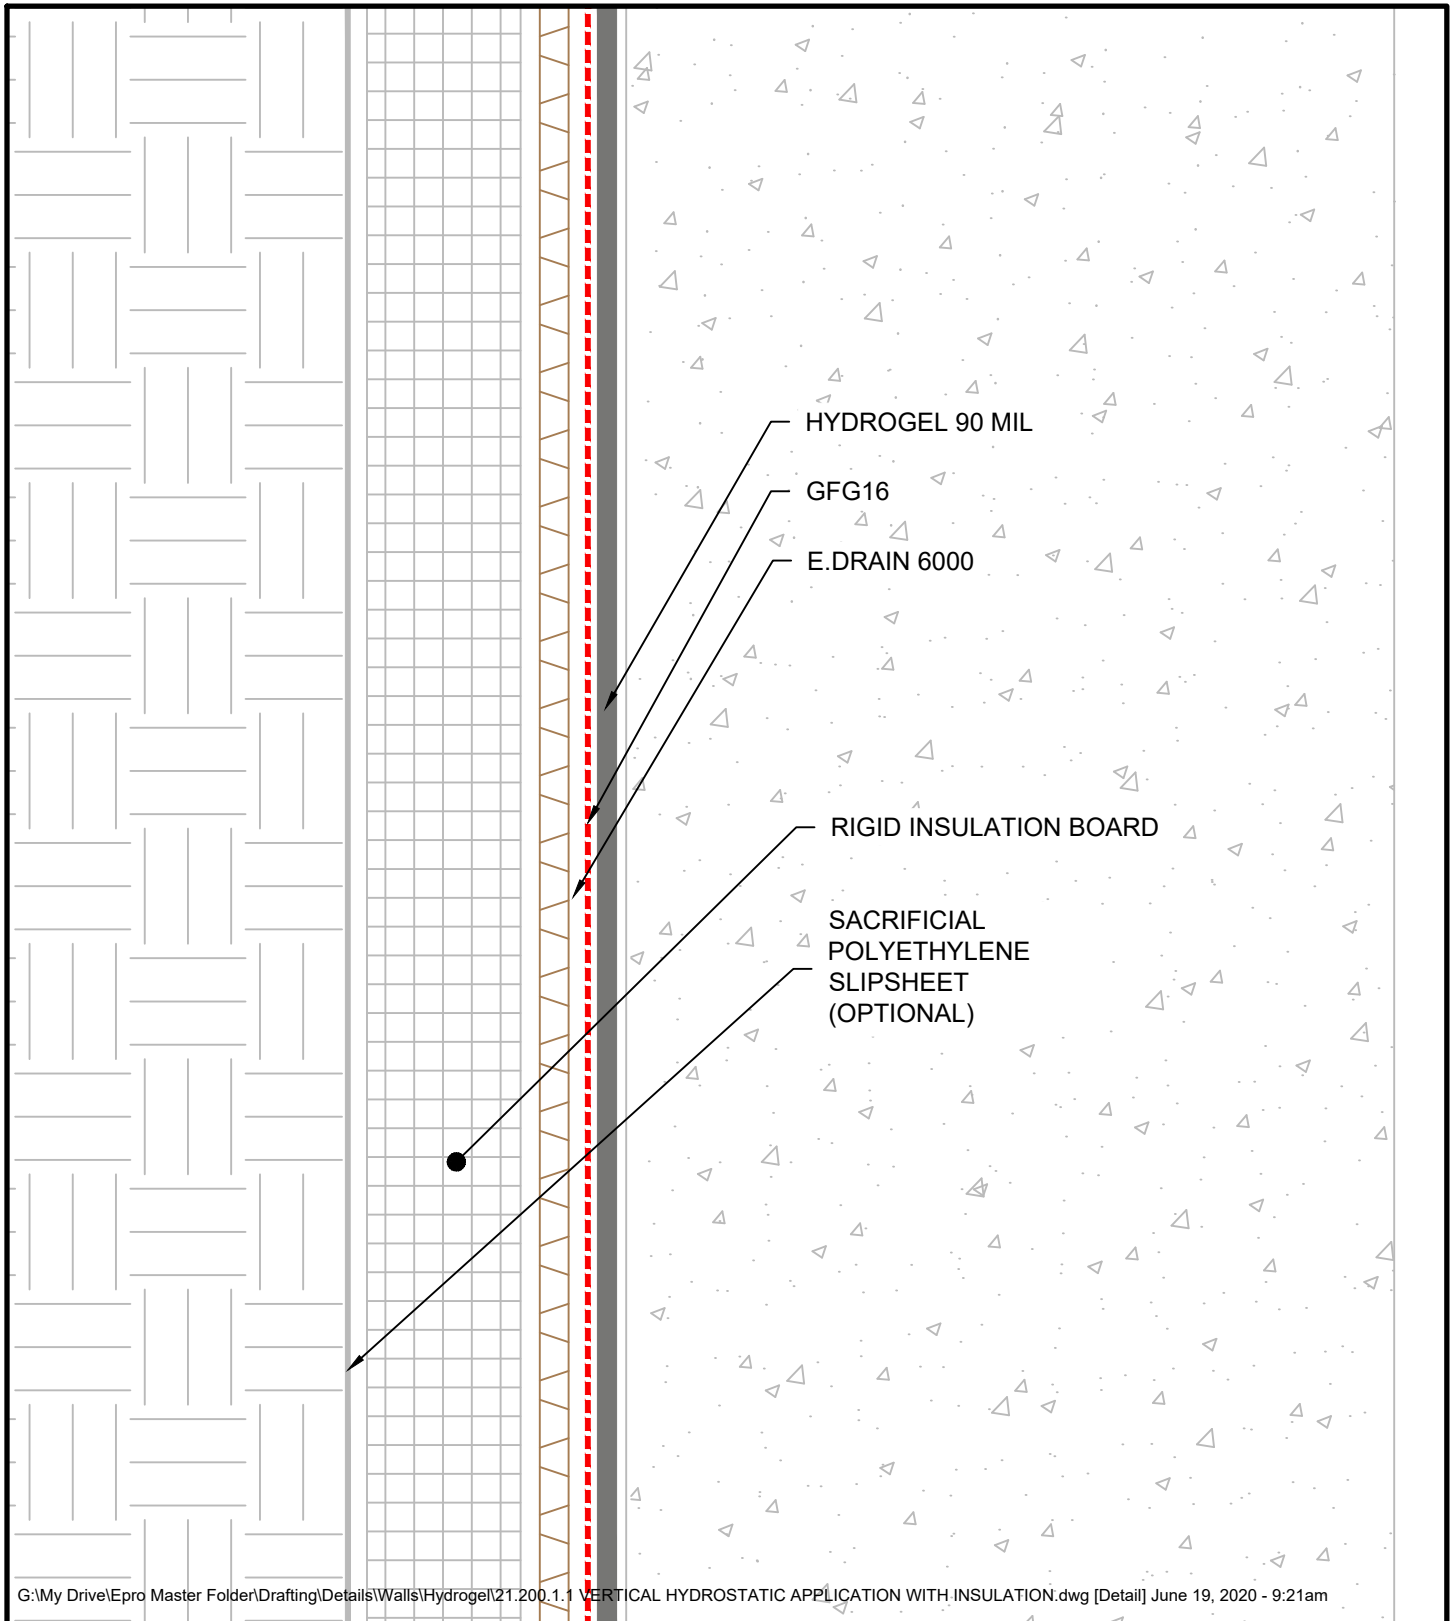 HYDROGEL 90 MIL
GFG16
E.DRAIN 6000
RIGID INSULATION BOARD
SACRIFICIAL
POLYETHYLENE
SLIPSHEET
(OPTIONAL)
G:\My Drive\Epro Master Folder\Drafting\Details\Walls\Hydrogel\21.200.1.1 VERTICAL HYDROSTATIC APPLICATION WITH INSULATION.dwg [Detail] June 19, 2020 - 9:21am